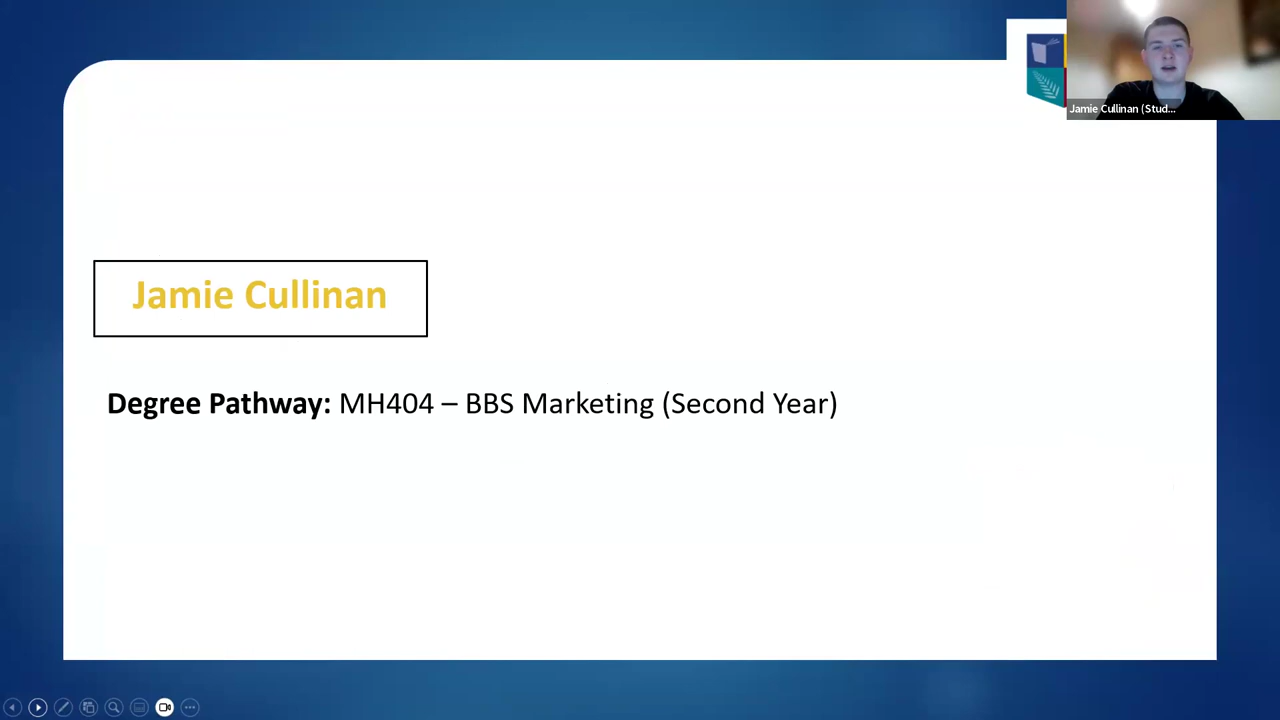 Jamie Cullinan (Stud...
Jamie Cullinan
Degree Pathway: MH404 – BBS Marketing (Second Year)